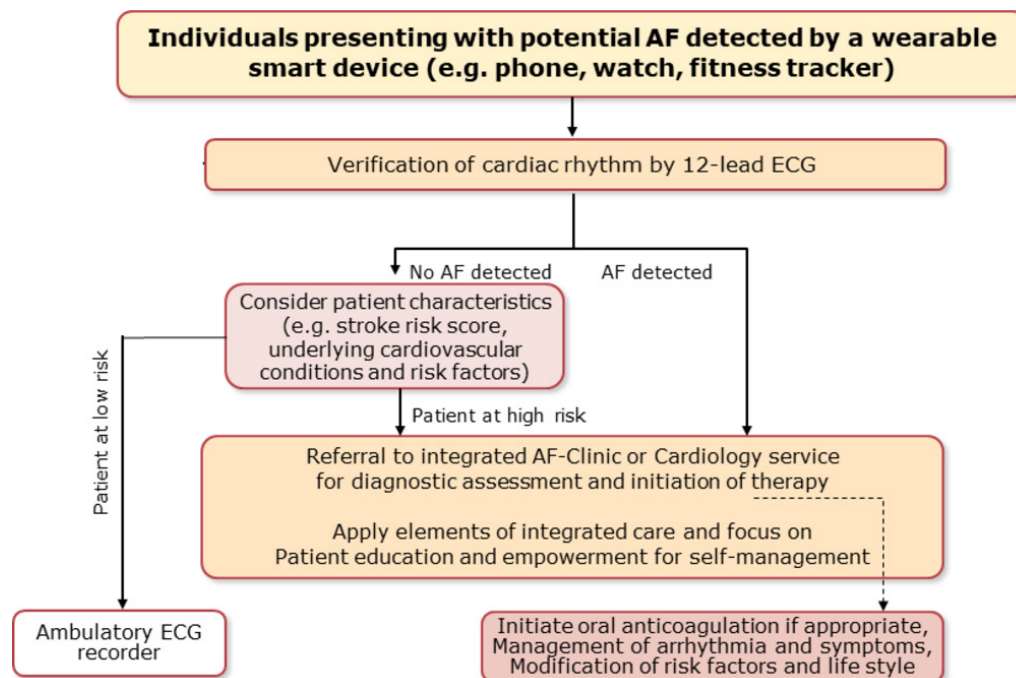 Individuals presenting with potential AF detected by a wearable
smart device (e.g. phone, watch, fitness tracker)
Verification of cardiac rhythm by 12-lead ECG
No AF detected
AF detected
Consider patient characteristics
(e.g. stroke risk score,
underlying cardiovascular
conditions and risk factors)
Patient at low risk
Patient at high risk
Referral to integrated AF-Clinic or Cardiology service
for diagnostic assessment and initiation of therapy
Apply elements of integrated care and focus on
Patient education and empowerment for self-management
Ambulatory ECG
recorder
Initiate oral anticoagulation if appropriate,
Management of arrhythmia and symptoms,
Modification of risk factors and life style